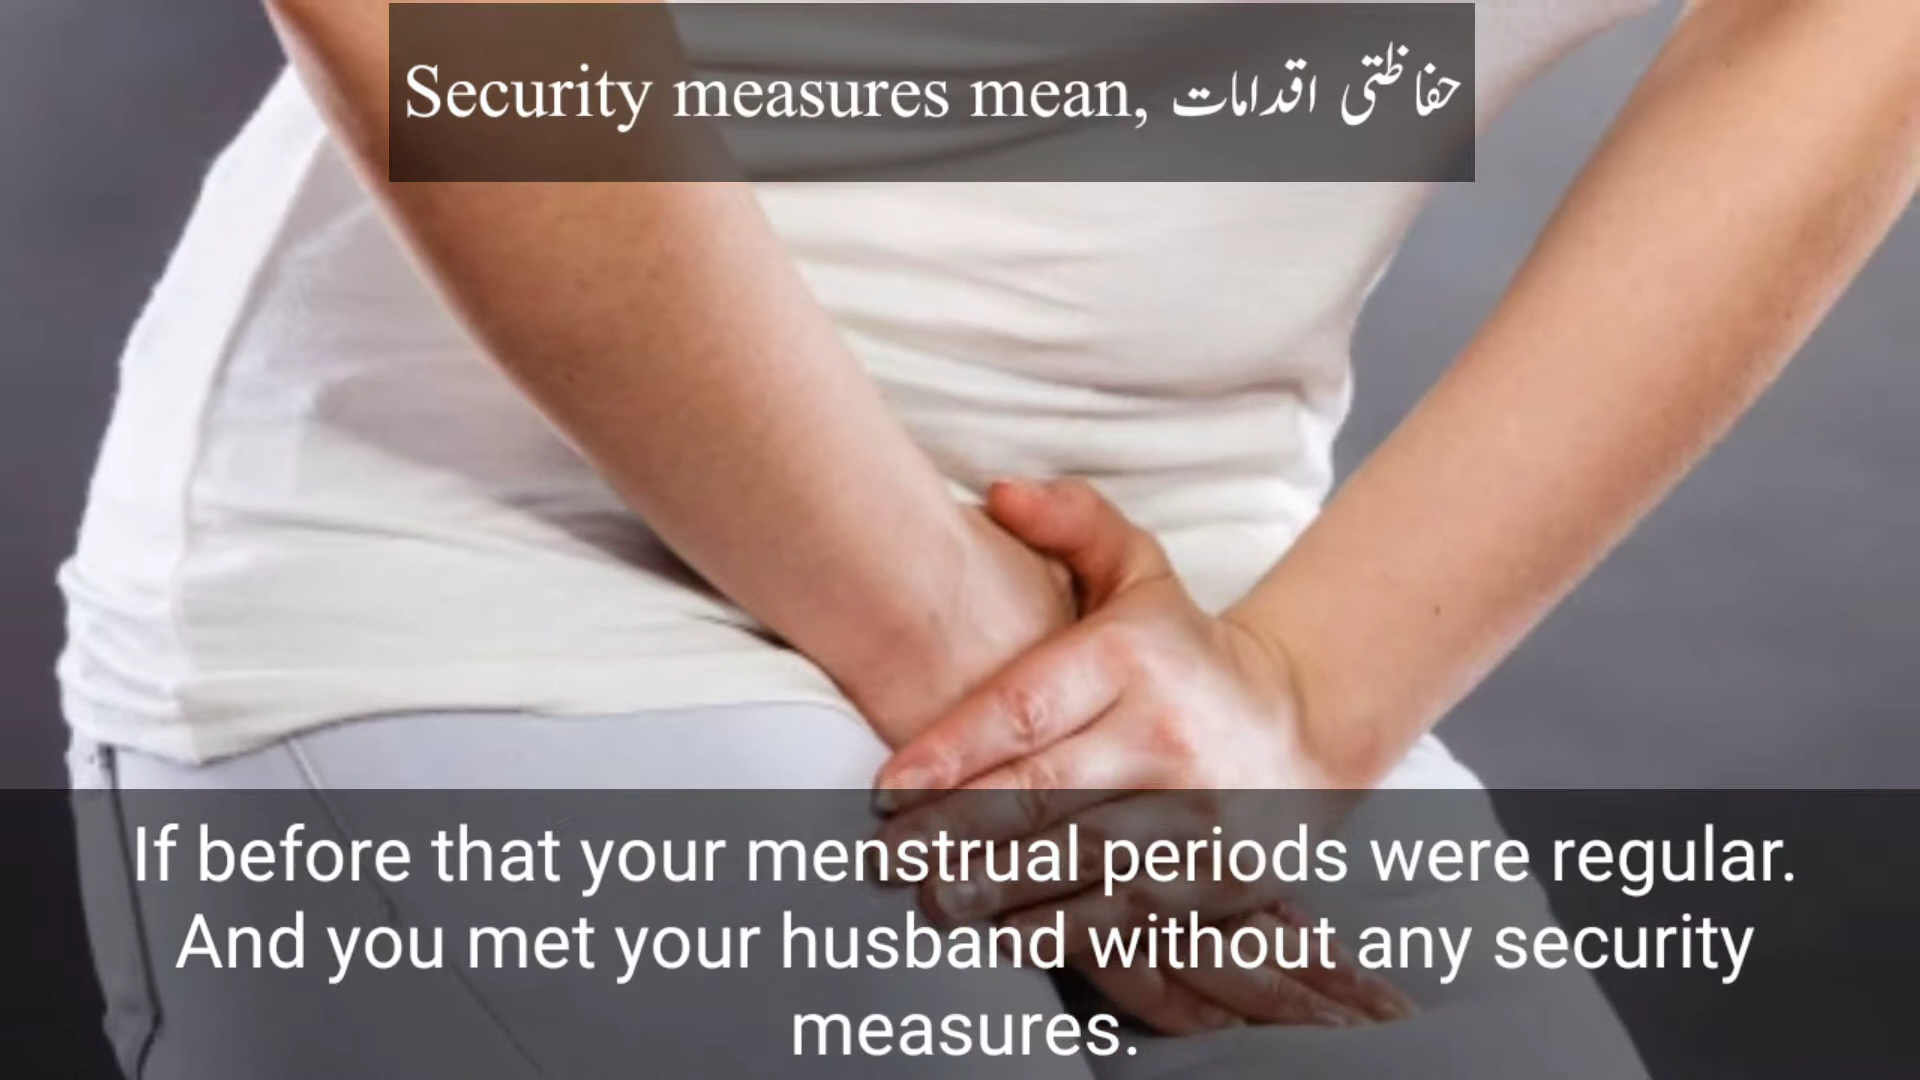 Security measures mean, حفاظتی اقدامات
If before that your menstrual periods were regular.
And you met your husband without any security
measures.